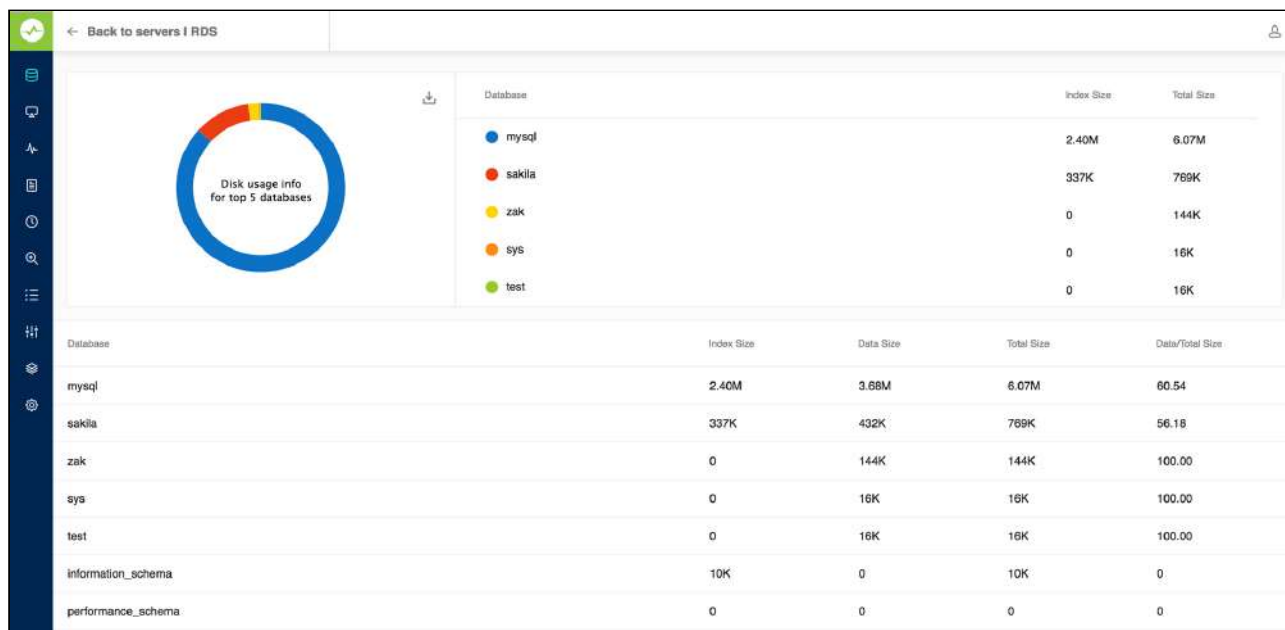 ← Back to servers I RDS
Disk usage info
for top 5 databases
Database Index Size Total Size
mysql 2.40M 6.07M
sakila 337K 769K
zak 0 144K
sys 0 16K
test 0 16K
Database Index Size Data Size Total Size Data/Total Size
mysql 2.40M 3.68M 6.07M 60.54
sakila 337K 432K 769K 56.18
zak 0 144K 144K 100.00
sys 0 16K 16K 100.00
test 0 16K 16K 100.00
information_schema 10K 0 10K 0
performance_schema 0 0 0 0